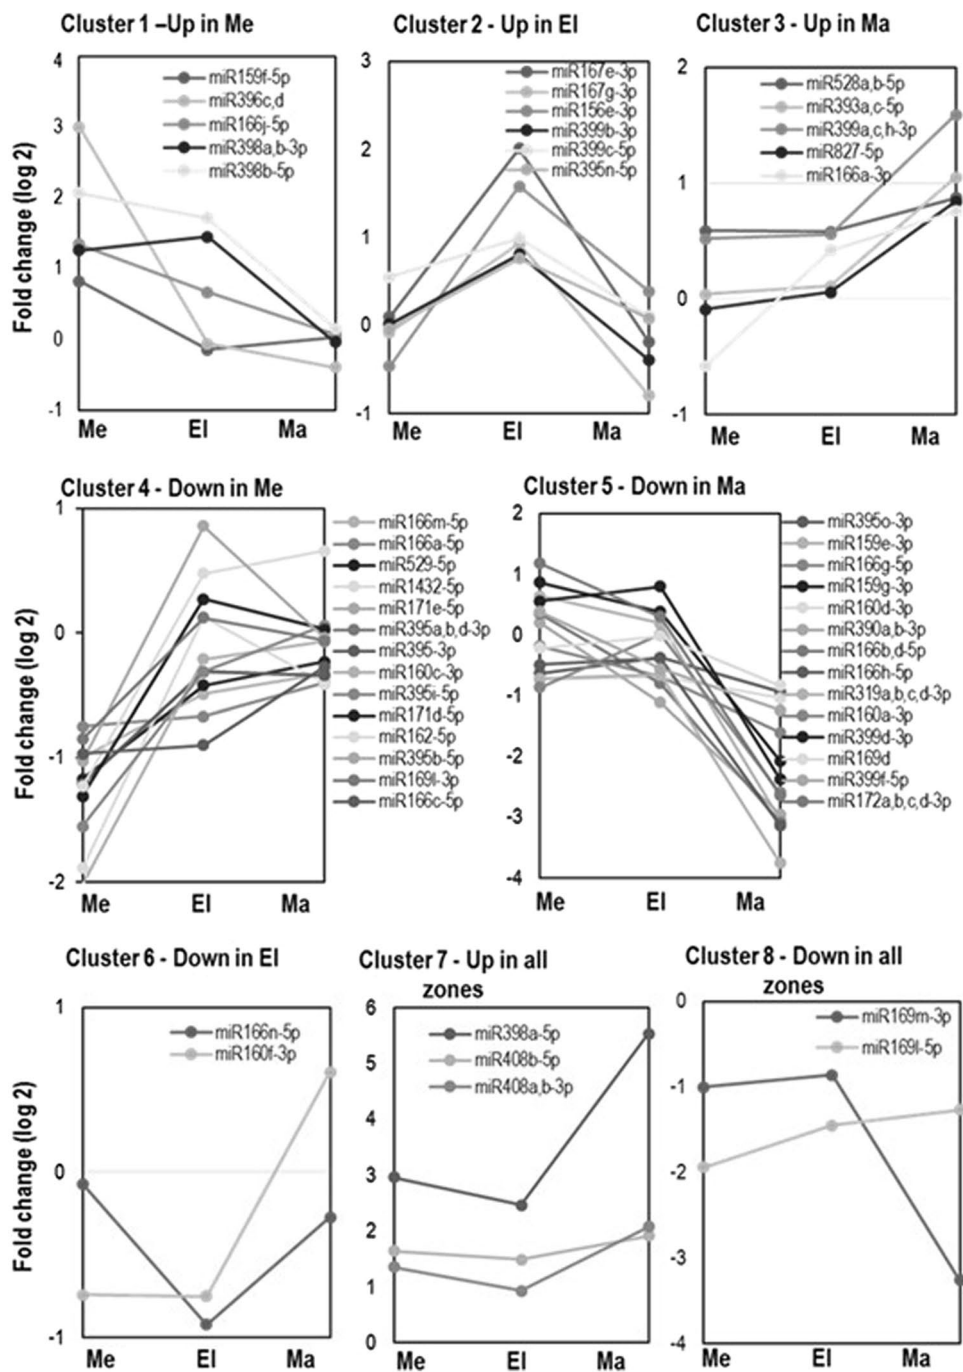 Cluster 1 –Up in Me
Cluster 2 - Up in El
Cluster 3 - Up in Ma
Fold change (log 2)
4
3
2
1
0
-1
miR159f-5p
miR396c,d
miR166j-5p
miR398a,b-3p
miR398b-5p
Me El Ma
3
2
1
0
-1
miR167e-3p
miR167g-3p
miR156e-3p
miR399b-3p
miR399c-5p
miR395n-5p
Me El Ma
2
1
0
-1
miR528a,b-5p
miR393a,c-5p
miR399a,c,h-3p
miR827-5p
miR166a-3p
Me El Ma
Cluster 4 - Down in Me
Cluster 5 - Down in Ma
Fold change (log 2)
1
0
-1
-2
miR166m-5p
miR166a-5p
miR529-5p
miR1432-5p
miR171e-5p
miR395a,b,d-3p
miR395-3p
miR160c-3p
miR395i-5p
miR171d-5p
miR162-5p
miR395b-5p
miR169l-3p
miR166c-5p
Me El Ma
2
1
0
-1
-2
-3
-4
miR395o-3p
miR159e-3p
miR166g-5p
miR159g-3p
miR160d-3p
miR390a,b-3p
miR166b,d-5p
miR166h-5p
miR319a,b,c,d-3p
miR160a-3p
miR399d-3p
miR169d
miR399f-5p
miR172a,b,c,d-3p
Me El Ma
Cluster 6 - Down in El
Cluster 7 - Up in all
zones
Cluster 8 - Down in all
zones
Fold change (log 2)
1
0
-1
miR166n-5p
miR160f-3p
Me El Ma
6
5
4
3
2
1
0
miR398a-5p
miR408b-5p
miR408a,b-3p
Me El Ma
0
-1
-2
-3
-4
miR169m-3p
miR169l-5p
Me El Ma